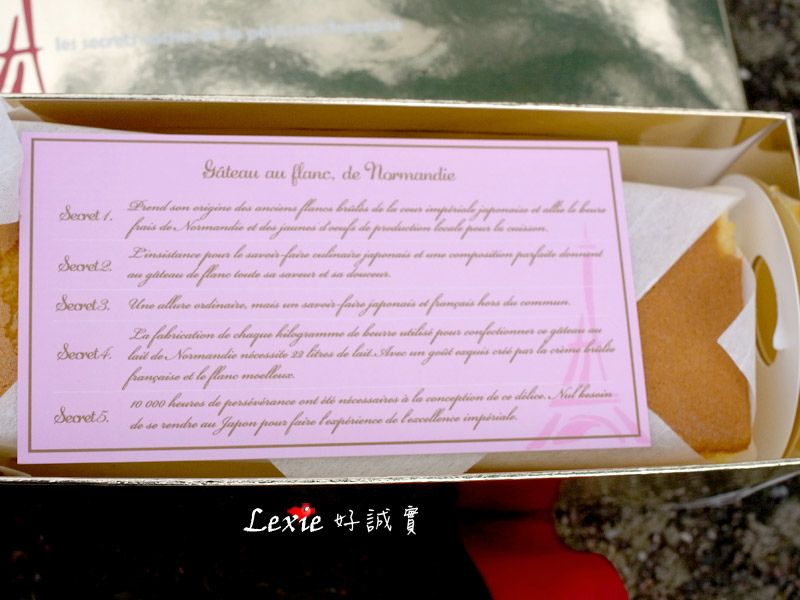 les secrets
Gâteau au flanc, de Normandie
Secret 1. Prend son origine des anciens flancs brûlés de la cour impériale japonaise et allie le beure
frais de Normandie et des jaunes d'oeufs de production locale pour la cuisson.
Secret 2. L'insistance pour le savoir-faire culinaire japonais et une composition parfaite donnent
au gâteau de flanc toute sa saveur et sa douceur.
Secret 3. Une allure ordinaire, mais un savoir-faire japonais et français hors du commun.
Secret 4. La fabrication de chaque kilogramme de beurre utilisé pour confectionner ce gâteau au
lait de Normandie nécessite 22 litres de lait. Avec un goût exquis créé par la crème brûlée
française et le flanc moelleux.
Secret 5. 10 000 heures de persévérance ont été nécessaires à la conception de ce délice. Nul besoin
de se rendre au Japon pour faire l'expérience de l'excellence impériale.
Lexie 好誠實